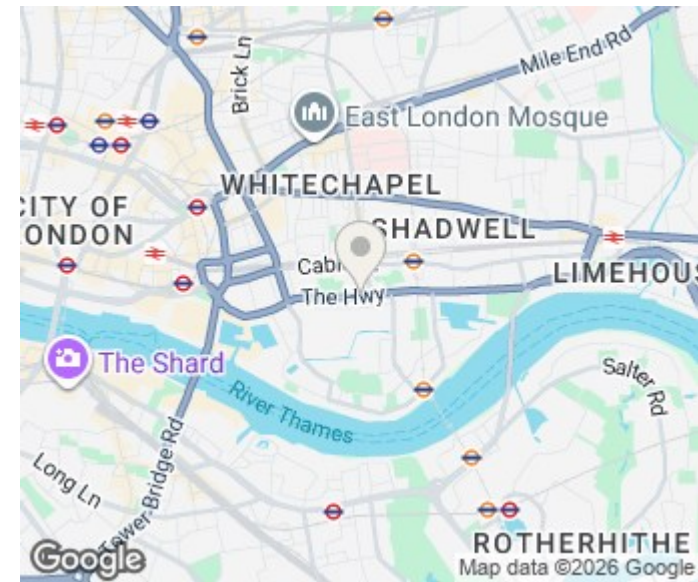 Brick Ln
Mile End Rd
East London Mosque
WHITECHAPEL
CITY OF
ONDON
SHADWELL
Cab
The Hwy
LIMEHOUS
The Shard
River Thames
Salter Rd
Long Ln
Tower Bridge Rd
ROTHERHITHE
Google
Map data ©2026 Google